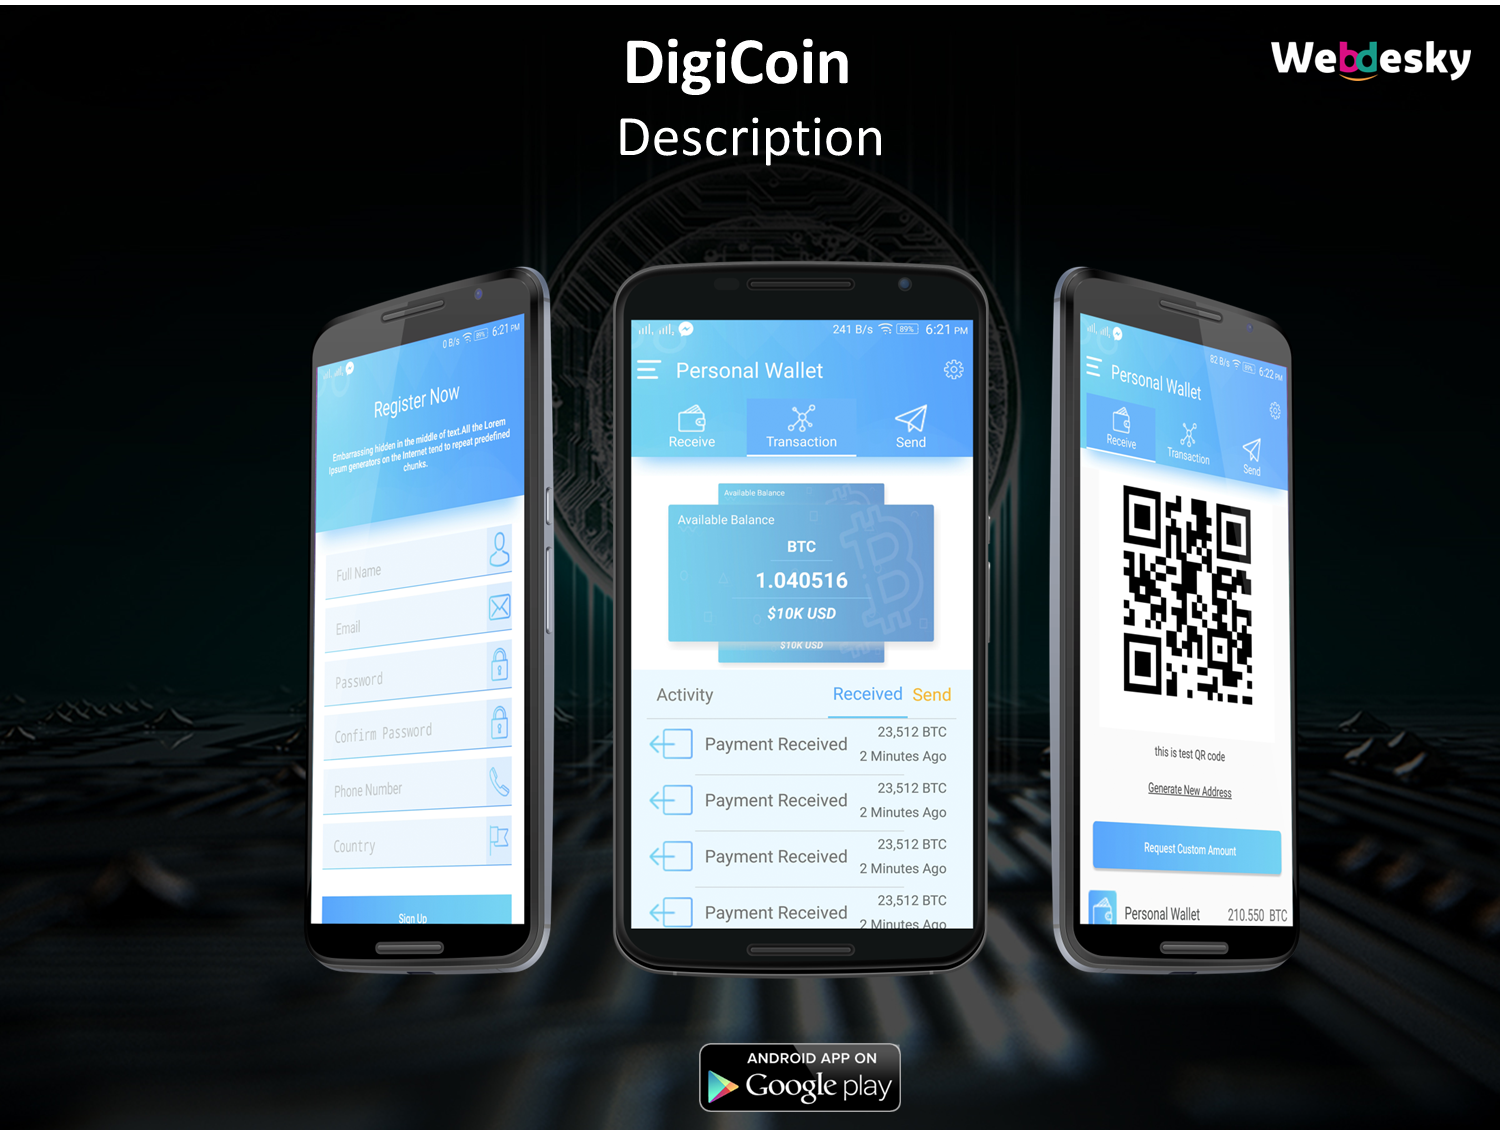 DigiCoin
Description
Webdesky
0 B/s 89% 6:21 PM
Register Now
Embarrassing hidden in the middle of text.All the Lorem
Ipsum generators on the Internet tend to repeat predefined
chunks.
Full Name
Email
Password
Confirm Password
Phone Number
Country
Sign Up
241 B/s 89% 6:21 PM
Personal Wallet
Receive Transaction Send
Available Balance
Available Balance
BTC
1.040516
$10K USD
$10K USD
Activity Received Send
Payment Received 23,512 BTC
2 Minutes Ago
Payment Received 23,512 BTC
2 Minutes Ago
Payment Received 23,512 BTC
2 Minutes Ago
Payment Received 23,512 BTC
2 Minutes Ago
82 B/s 89% 6:22 PM
Personal Wallet
Receive Transaction Send
this is test QR code
Generate New Address
Request Custom Amount
Personal Wallet 210.550 BTC
ANDROID APP ON
Google play